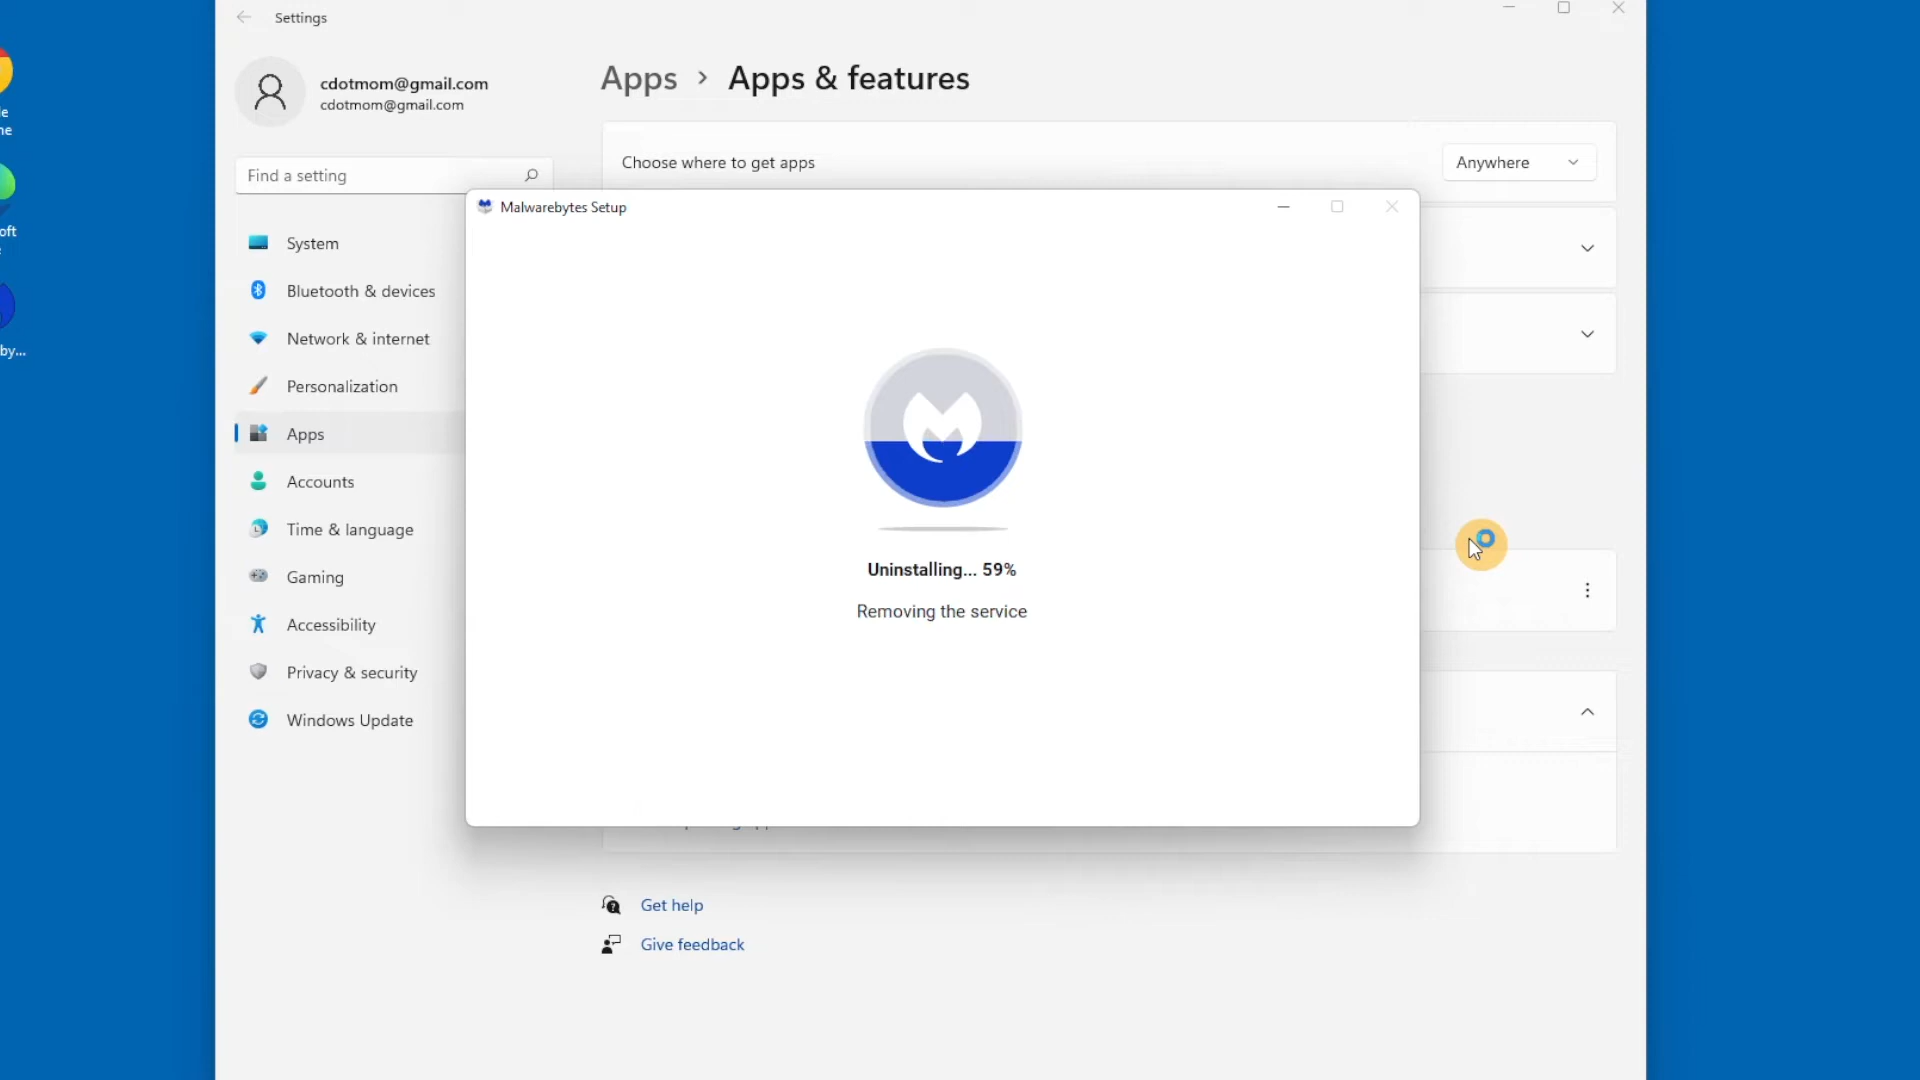 Settings
cdotmom@gmail.com
cdotmom@gmail.com
Find a setting
System
Bluetooth & devices
Network & internet
Personalization
Apps
Accounts
Time & language
Gaming
Accessibility
Privacy & security
Windows Update
Apps > Apps & features
Choose where to get apps
Anywhere
Malwarebytes Setup
Uninstalling... 59%
Removing the service
Get help
Give feedback